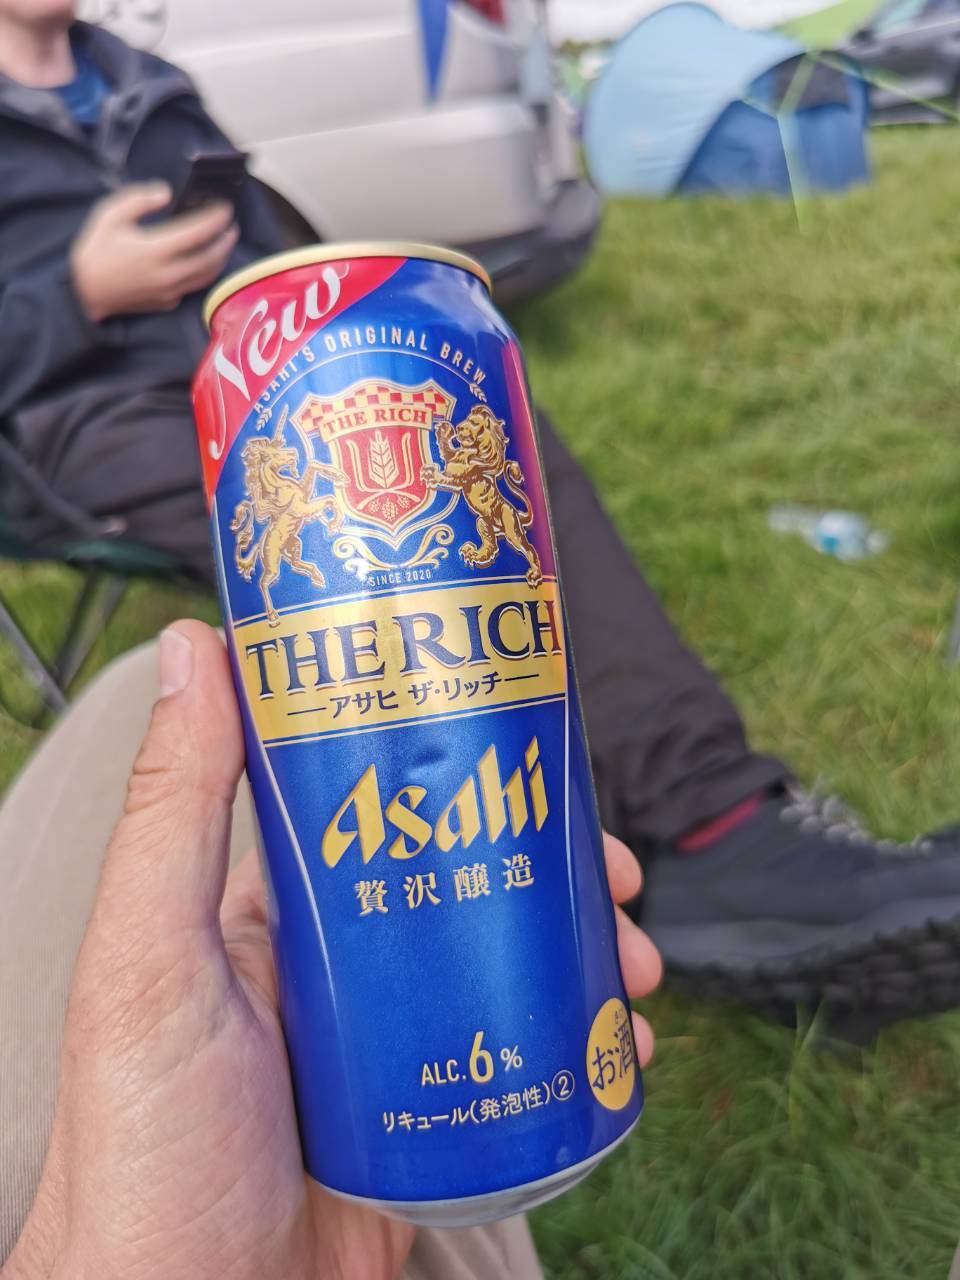 New
ASAHI'S ORIGINAL BREW
THE RICH
SINCE 2020
THE RICH
アサヒ ザ・リッチ
Asahi
贅沢醸造
ALC.6%
リキュール(発泡性)②
お酒